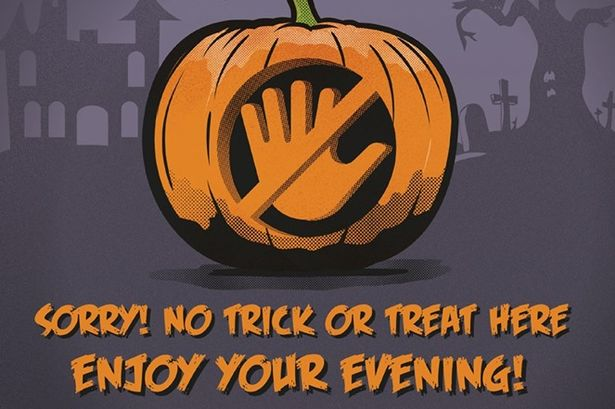 SORRY! NO TRICK OR TREAT HERE
ENJOY YOUR EVENING!